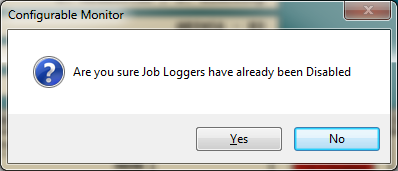 Configurable Monitor
Are you sure Job Loggers have already been Disabled
Yes
No